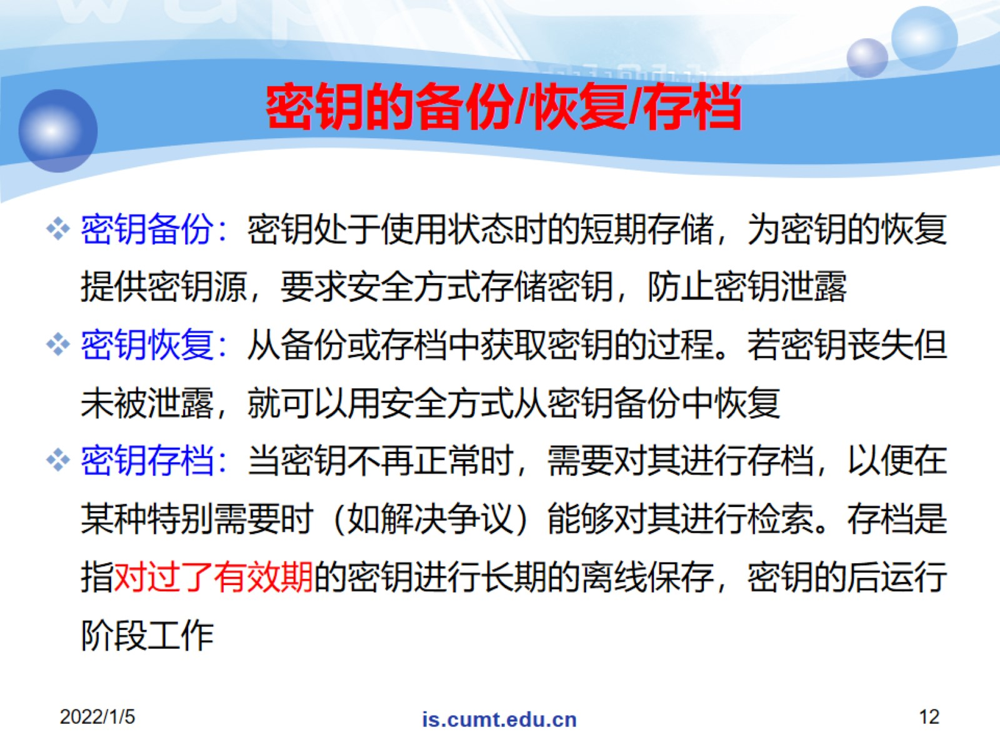 密钥的备份/恢复/存档
密钥备份：密钥处于使用状态时的短期存储，为密钥的恢复
提供密钥源，要求安全方式存储密钥，防止密钥泄露
密钥恢复：从备份或存档中获取密钥的过程。若密钥丧失但
未被泄露，就可以用安全方式从密钥备份中恢复
密钥存档：当密钥不再正常时，需要对其进行存档，以便在
某种特别需要时（如解决争议）能够对其进行检索。存档是
指对过了有效期的密钥进行长期的离线保存，密钥的后运行
阶段工作
2022/1/5
is.cumt.edu.cn
12